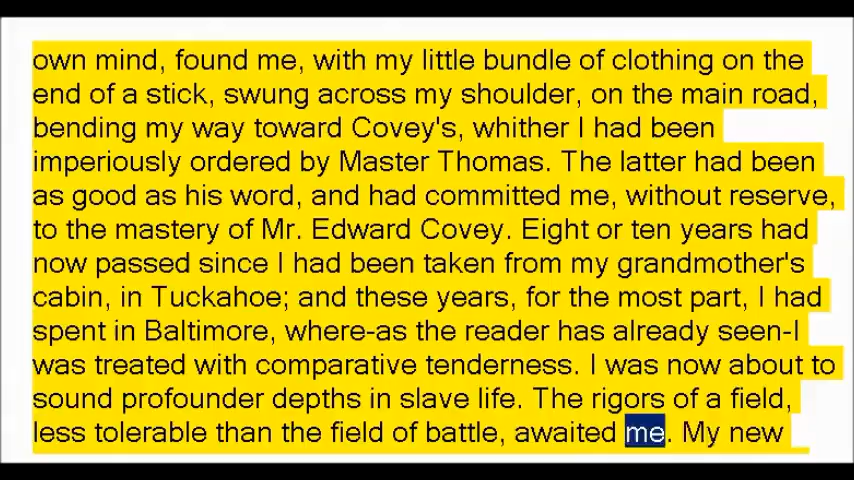 own mind, found me, with my little bundle of clothing on the
end of a stick, swung across my shoulder, on the main road,
bending my way toward Covey's, whither I had been
imperiously ordered by Master Thomas. The latter had been
as good as his word, and had committed me, without reserve,
to the mastery of Mr. Edward Covey. Eight or ten years had
now passed since I had been taken from my grandmother's
cabin, in Tuckahoe; and these years, for the most part, I had
spent in Baltimore, where-as the reader has already seen-I
was treated with comparative tenderness. I was now about to
sound profounder depths in slave life. The rigors of a field,
less tolerable than the field of battle, awaited me. My new